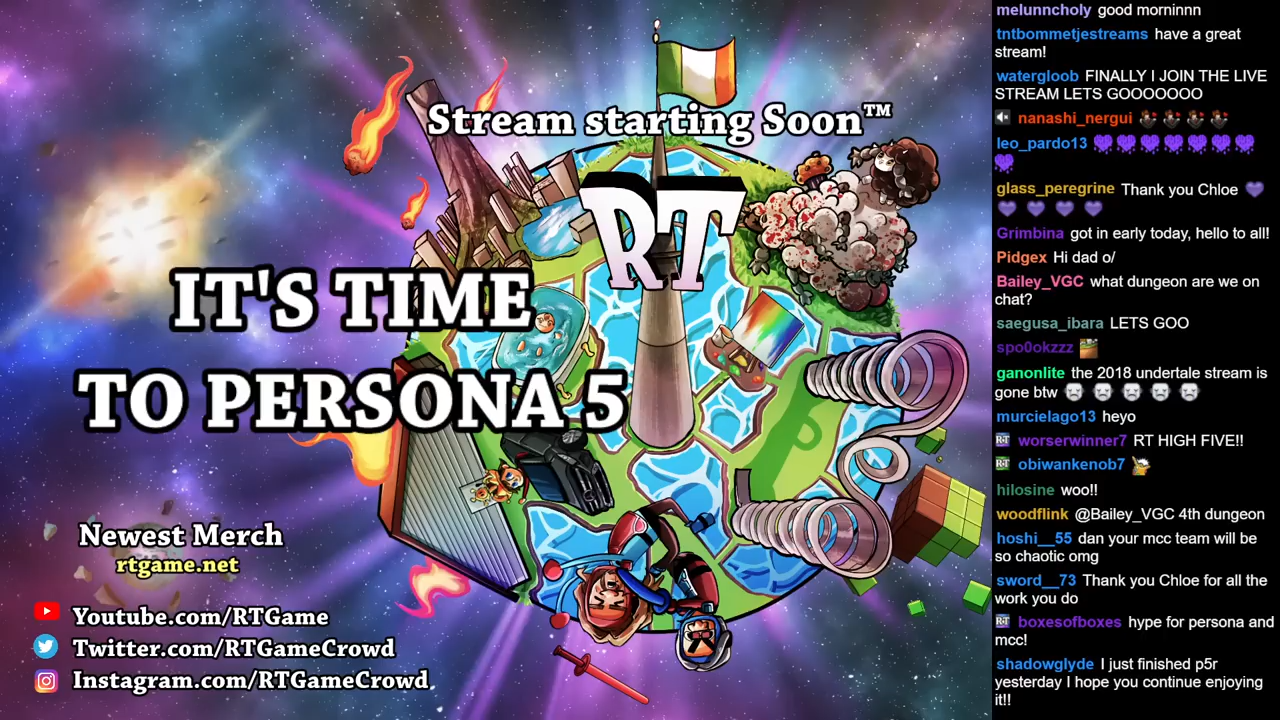 Stream starting Soon™
RT
IT'S TIME
TO PERSONA 5
Newest Merch
rtgame.net
Youtube.com/RTGame
Twitter.com/RTGameCrowd
Instagram.com/RTGameCrowd
melunncholy good morninnn
tntbommetjestreams have a great
stream!
watergloob FINALLY I JOIN THE LIVE
STREAM LETS GOOOOOOO
nanashi_nergui
leo_pardo13
glass_peregrine Thank you Chloe
Grimbina got in early today, hello to all!
Pidgex Hi dad o/
Bailey_VGC what dungeon are we on
chat?
saegusa_ibara LETS GOO
spo0okzzz
ganonlite the 2018 undertale stream is
gone btw
murcielago13 heyo
RT worserwinner7 RT HIGH FIVE!!
RT obiwankenob7
hilosine woo!!
woodflink @Bailey_VGC 4th dungeon
hoshi__55 dan your mcc team will be
so chaotic omg
sword__73 Thank you Chloe for all the
work you do
RT boxesofboxes hype for persona and
mcc!
shadowglyde I just finished p5r
yesterday I hope you continue enjoying
it!!